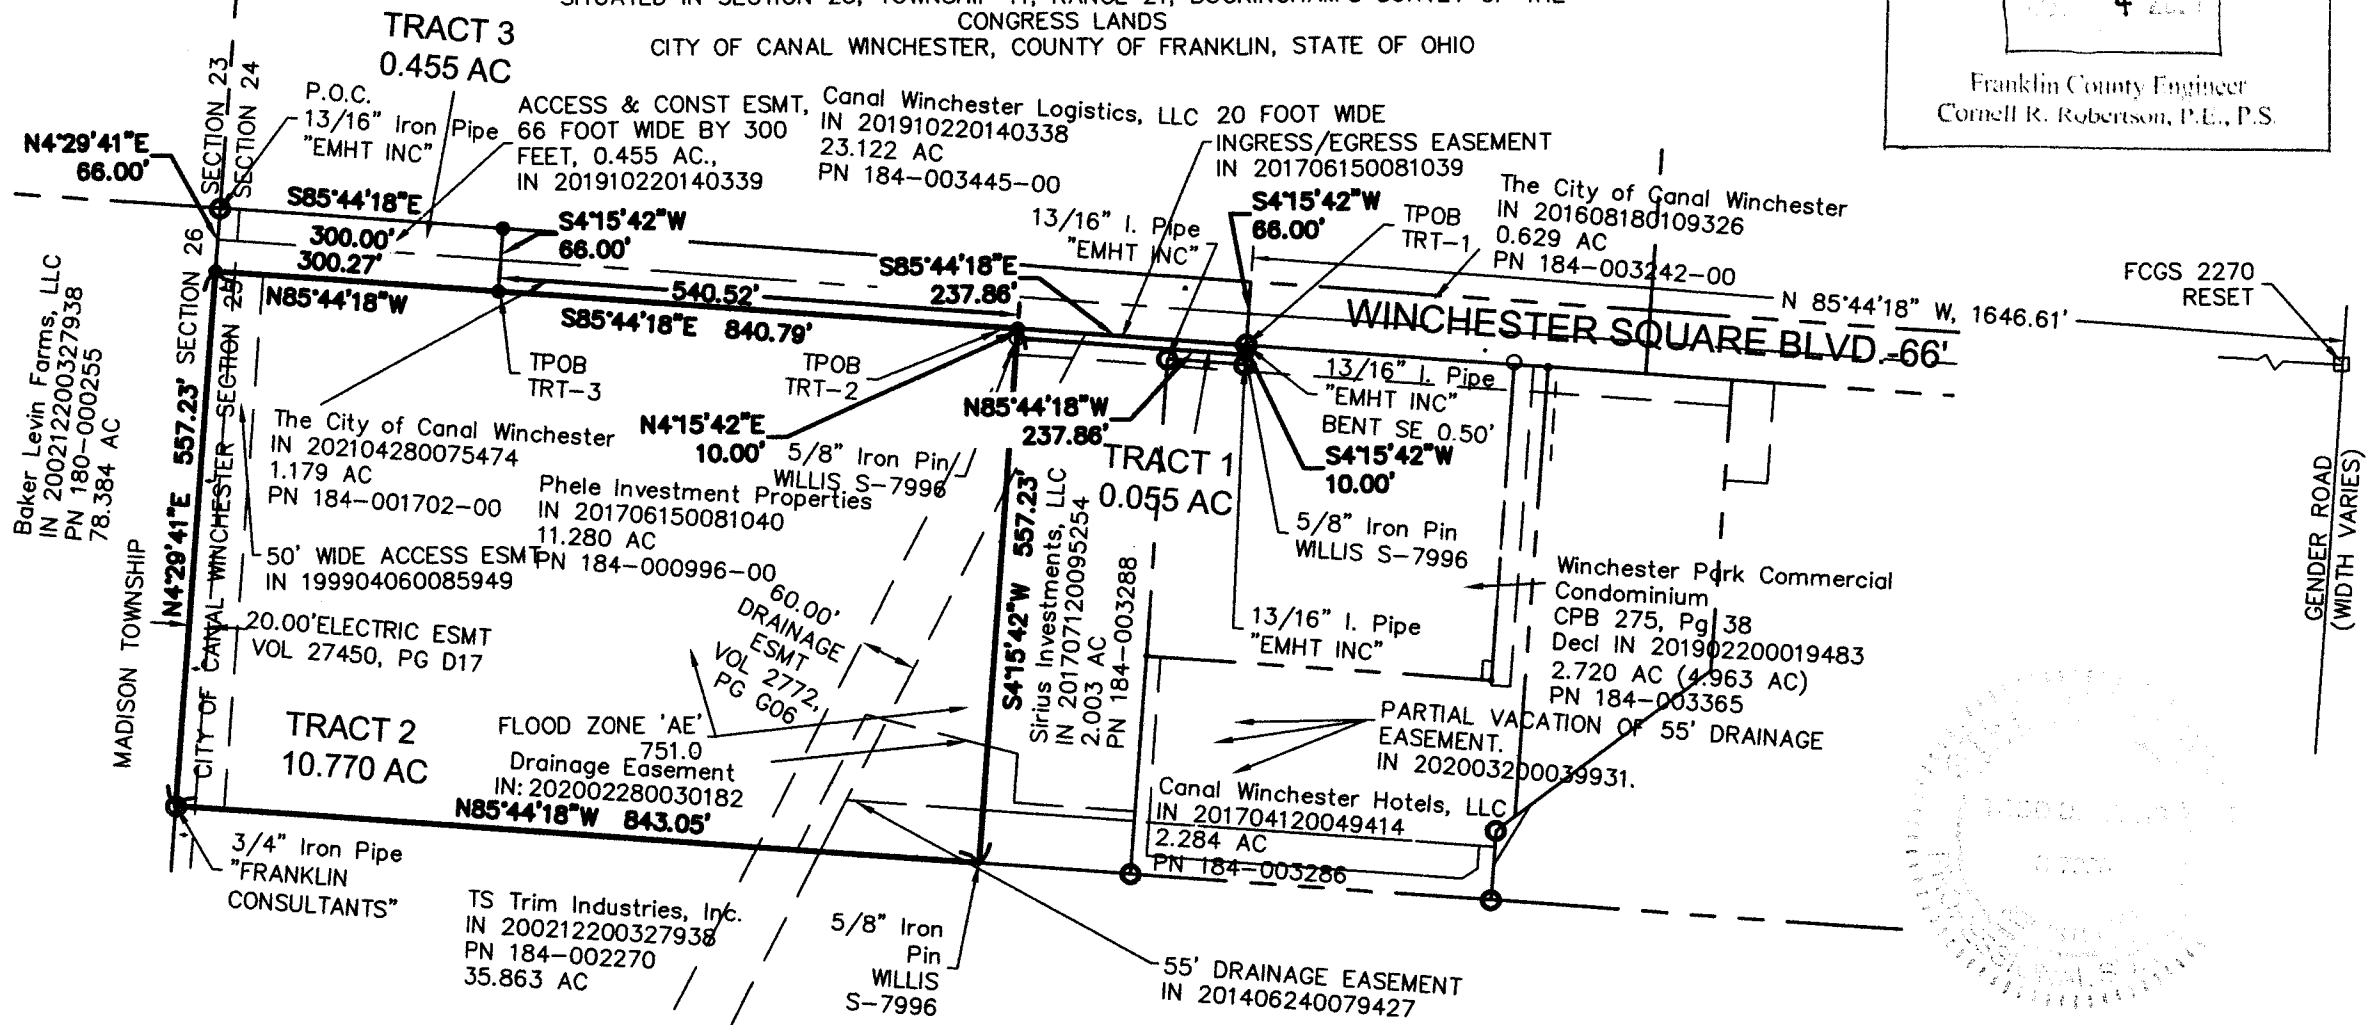 CONGRESS LANDS
CITY OF CANAL WINCHESTER, COUNTY OF FRANKLIN, STATE OF OHIO
Franklin County Engineer
Cornell R. Robertson, P.E., P.S.
TRACT 3
0.455 AC
SECTION 23
SECTION 24
P.O.C.
13/16" Iron Pipe
"EMHT INC"
ACCESS & CONST ESMT,
66 FOOT WIDE BY 300
FEET, 0.455 AC.,
IN 201910220140339
Canal Winchester Logistics, LLC
IN 201910220140338
23.122 AC
PN 184-003445-00
20 FOOT WIDE
INGRESS/EGRESS EASEMENT
IN 201706150081039
N4°29'41"E
66.00'
S85°44'18"E
300.00'
300.27'
N85°44'18"W
S4°15'42"W
66.00'
540.52'
S85°44'18"E 840.79'
S85°44'18"E
237.86'
13/16" I. Pipe
"EMHT INC"
S4°15'42"W
66.00'
TPOB
TRT-1
The City of Canal Winchester
IN 201608180109326
0.629 AC
PN 184-003242-00
N 85°44'18" W, 1646.61'
FCGS 2270
RESET
WINCHESTER SQUARE BLVD.-66'
GENDER ROAD
(WIDTH VARIES)
Baker Levin Farms, LLC
IN 200212200327938
PN 180-000255
78.384 AC
MADISON TOWNSHIP
N4°29'41"E 557.23'
SECTION 26
SECTION 25
CITY OF CANAL WINCHESTER
TPOB
TRT-3
TPOB
TRT-2
The City of Canal Winchester
IN 202104280075474
1.179 AC
PN 184-001702-00
N4°15'42"E
10.00'
5/8" Iron Pin
WILLIS S-7996
N85°44'18"W
237.86'
TRACT 1
0.055 AC
13/16" I. Pipe
"EMHT INC"
BENT SE 0.50'
S4°15'42"W
10.00'
5/8" Iron Pin
WILLIS S-7996
Phele Investment Properties
IN 201706150081040
11.280 AC
PN 184-000996-00
50' WIDE ACCESS ESMT
IN 199904060085949
20.00'ELECTRIC ESMT
VOL 27450, PG D17
60.00'
DRAINAGE
ESMT
VOL 2772,
PG G06
S4°15'42"W 557.23'
Sirius Investments, LLC
IN 201707120095254
2.003 AC
PN 184-003288
13/16" I. Pipe
"EMHT INC"
Winchester Park Commercial
Condominium
CPB 275, Pg 38
Decl IN 201902200019483
2.720 AC (4.963 AC)
PN 184-003365
PARTIAL VACATION OF 55' DRAINAGE
EASEMENT.
IN 202003200039931.
TRACT 2
10.770 AC
FLOOD ZONE 'AE'
751.0
Drainage Easement
IN: 202002280030182
N85°44'18"W 843.05'
Canal Winchester Hotels, LLC
IN 201704120049414
2.284 AC
PN 184-003286
3/4" Iron Pipe
"FRANKLIN
CONSULTANTS"
TS Trim Industries, Inc.
IN 200212200327938
PN 184-002270
35.863 AC
5/8" Iron
Pin
WILLIS
S-7996
55' DRAINAGE EASEMENT
IN 201406240079427